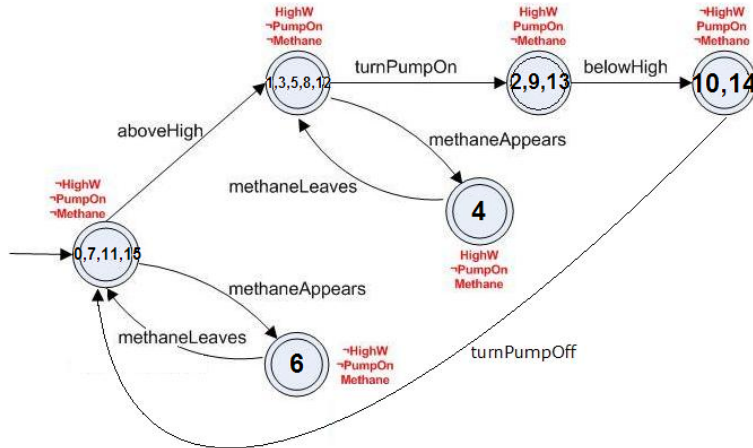 HighW
¬PumpOn
¬Methane
HighW
PumpOn
¬Methane
¬HighW
PumpOn
¬Methane
1,3,5,8,12
turnPumpOn
2,9,13
belowHigh
10,14
aboveHigh
methaneAppears
methaneLeaves
4
¬HighW
¬PumpOn
¬Methane
HighW
¬PumpOn
Methane
0,7,11,15
methaneAppears
methaneLeaves
6
¬HighW
¬PumpOn
Methane
turnPumpOff